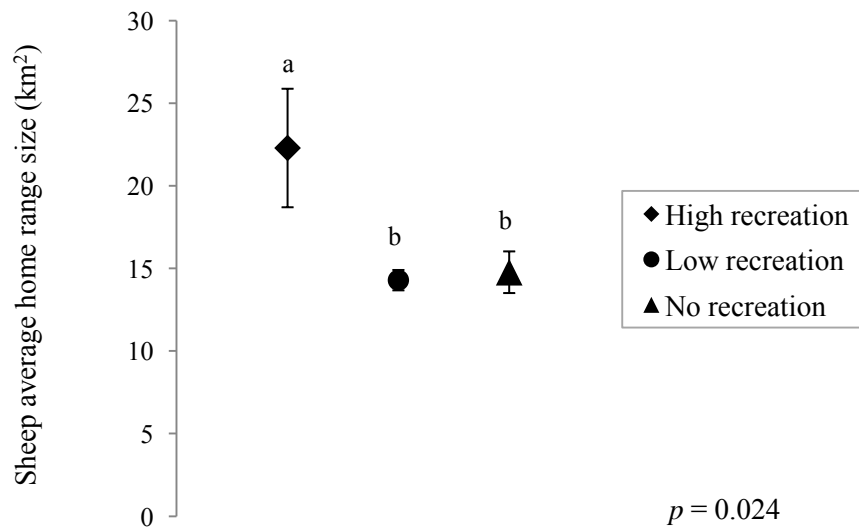 Sheep average home range size (km²)
30
25
20
15
10
5
0
a
b
b
High recreation
Low recreation
No recreation
p = 0.024